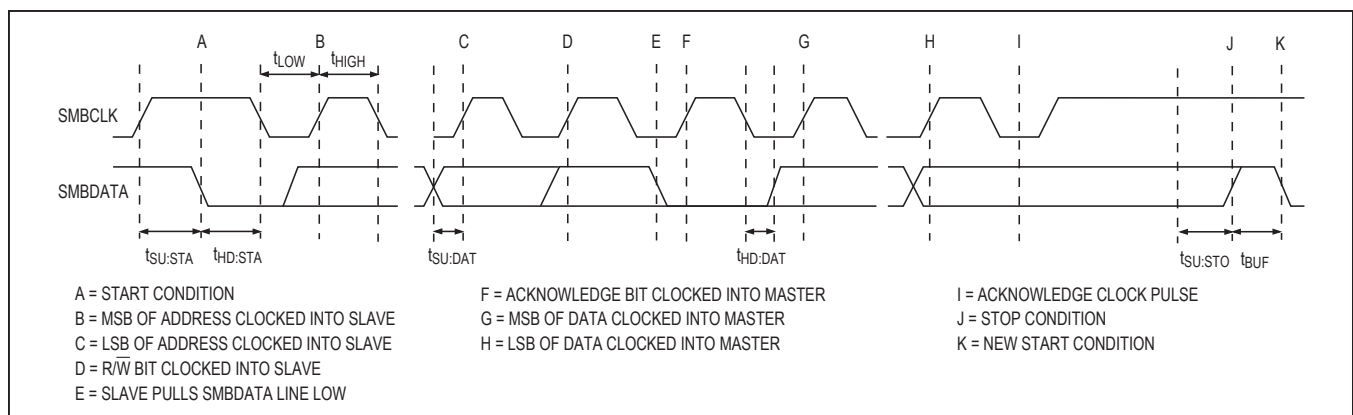 A B C D E F G H I J K
tLOW tHIGH
SMBCLK
SMBDATA
tSU:STA tHD:STA tSU:DAT tHD:DAT tSU:STO tBUF
A = START CONDITION
B = MSB OF ADDRESS CLOCKED INTO SLAVE
C = LSB OF ADDRESS CLOCKED INTO SLAVE
D = R/W̅ BIT CLOCKED INTO SLAVE
E = SLAVE PULLS SMBDATA LINE LOW
F = ACKNOWLEDGE BIT CLOCKED INTO MASTER
G = MSB OF DATA CLOCKED INTO MASTER
H = LSB OF DATA CLOCKED INTO MASTER
I = ACKNOWLEDGE CLOCK PULSE
J = STOP CONDITION
K = NEW START CONDITION